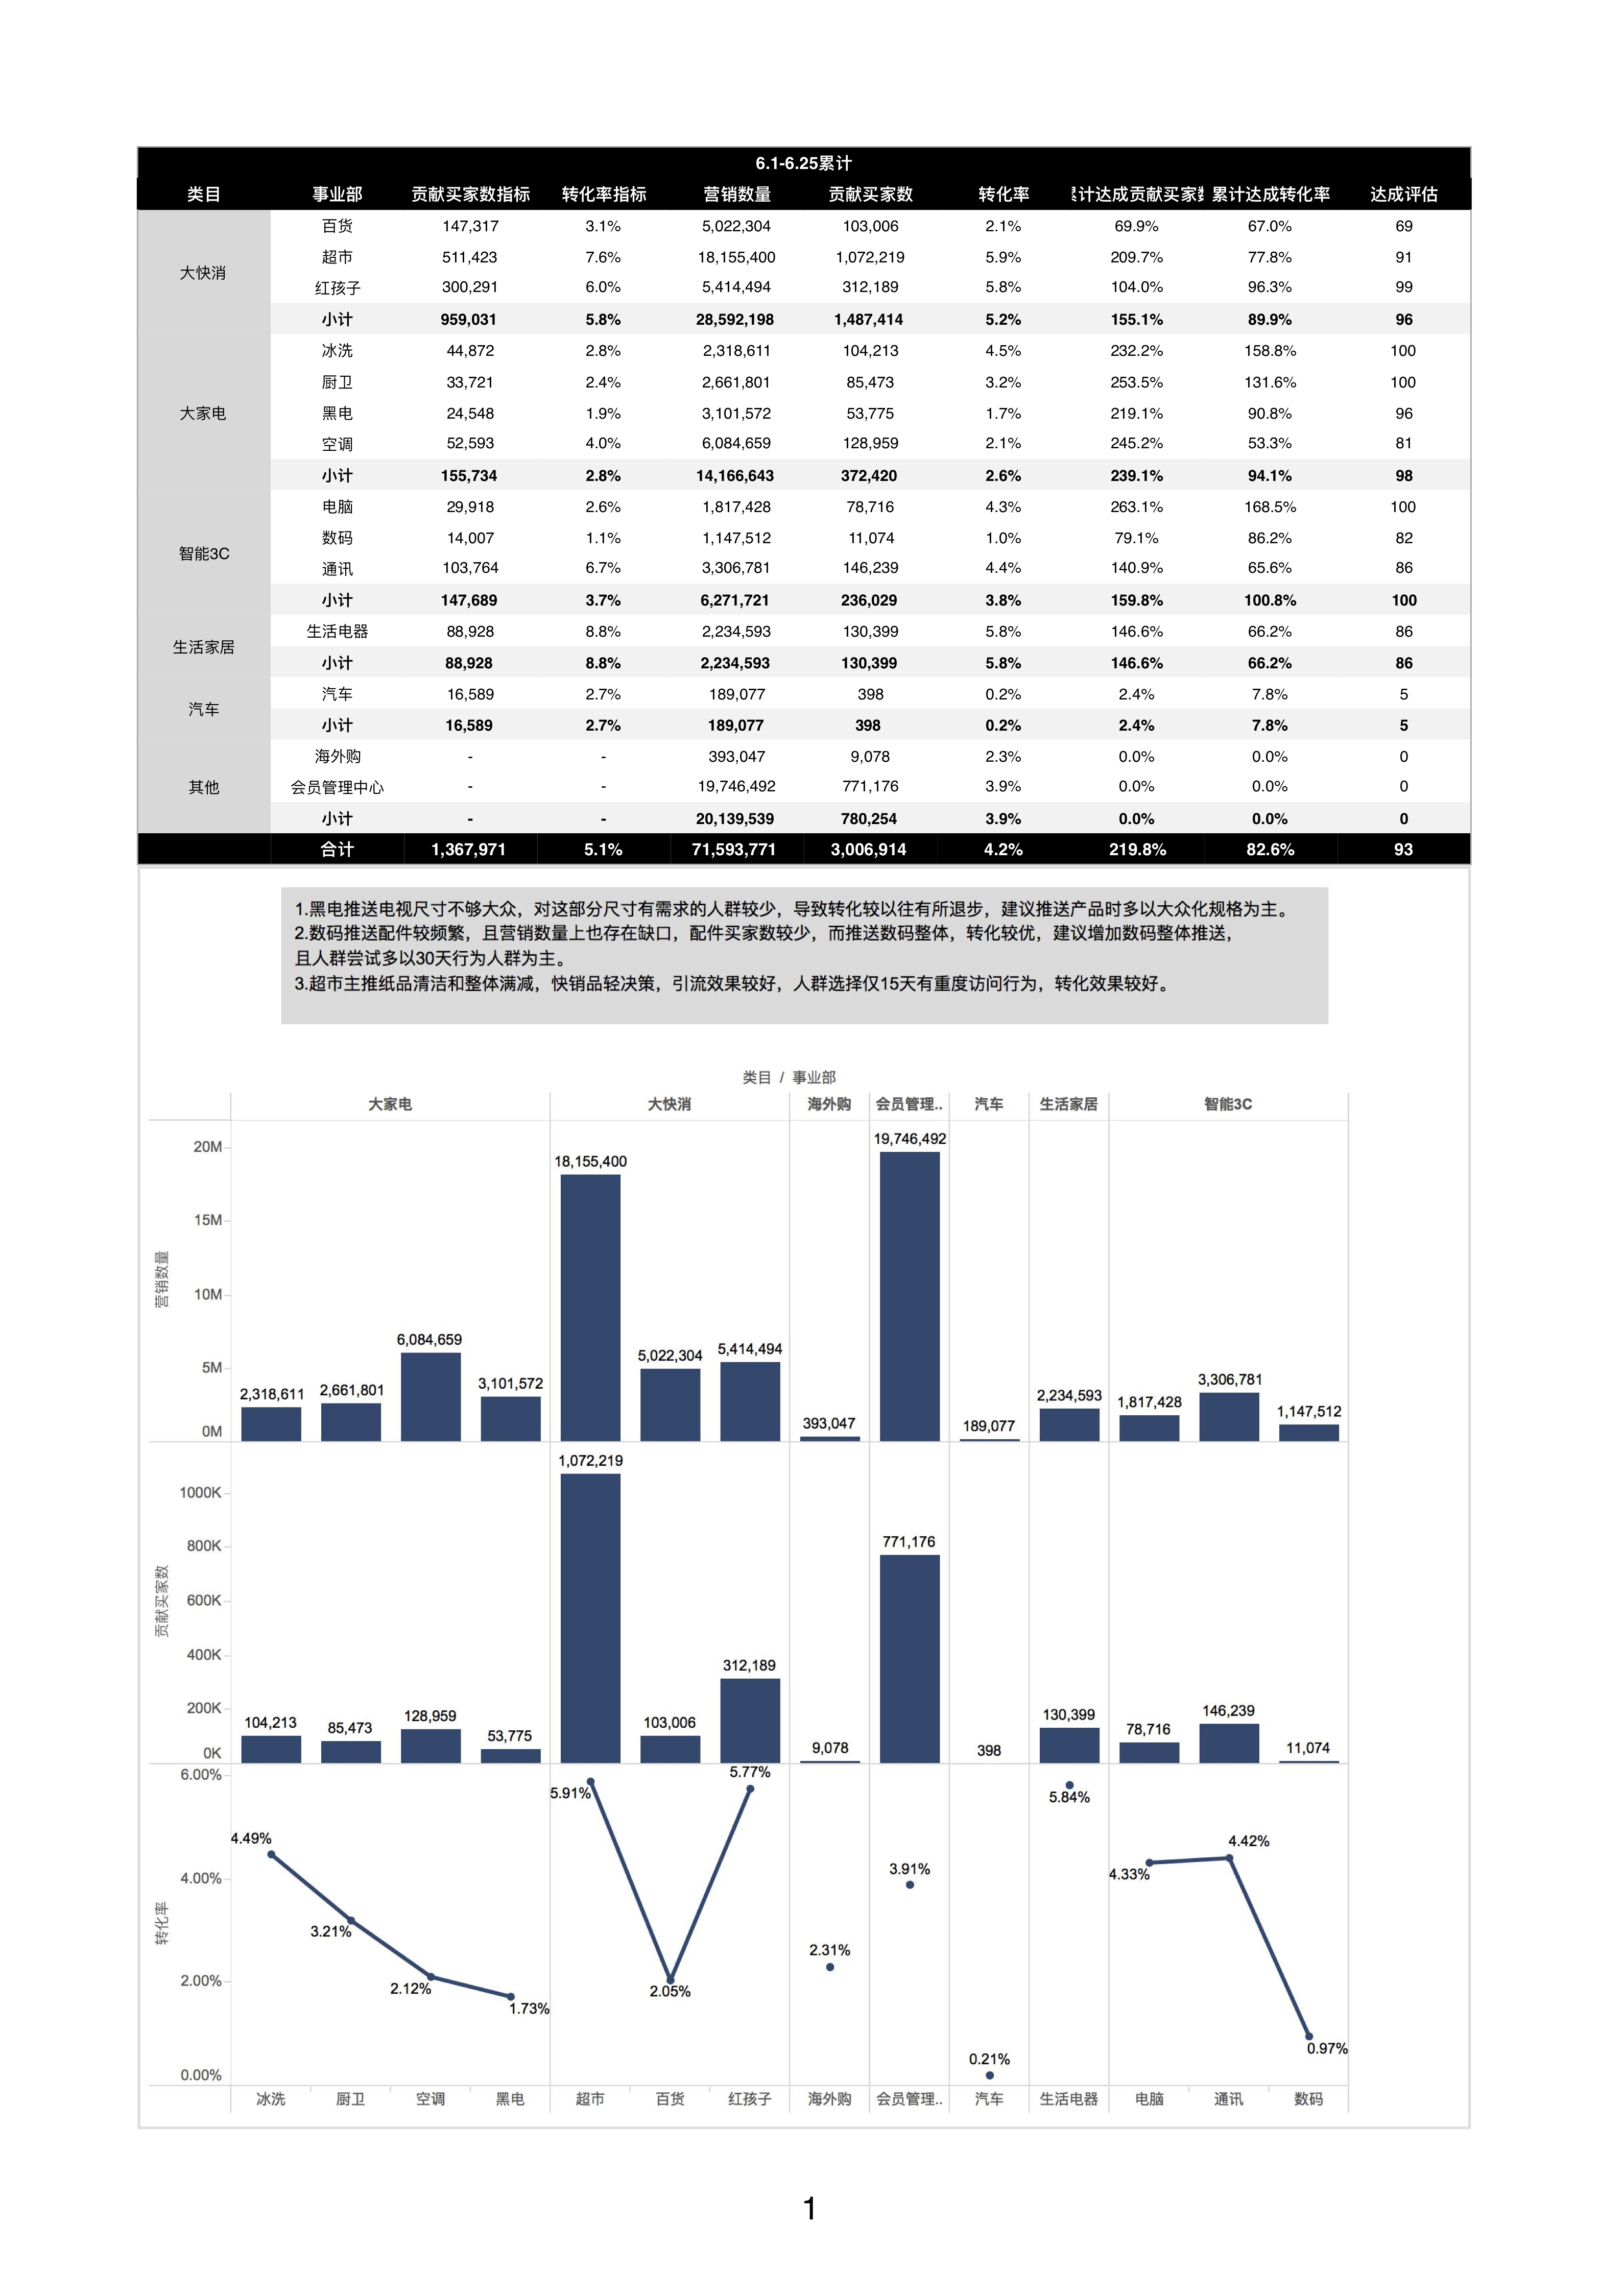 6.1-6.25累计
类目 事业部 贡献买家数指标 转化率指标 营销数量 贡献买家数 转化率 计达成贡献买家 累计达成转化率 达成评估
大快消
百货 147,317 3.1% 5,022,304 103,006 2.1% 69.9% 67.0% 69
超市 511,423 7.6% 18,155,400 1,072,219 5.9% 209.7% 77.8% 91
红孩子 300,291 6.0% 5,414,494 312,189 5.8% 104.0% 96.3% 99
小计 959,031 5.8% 28,592,198 1,487,414 5.2% 155.1% 89.9% 96
大家电
冰洗 44,872 2.8% 2,318,611 104,213 4.5% 232.2% 158.8% 100
厨卫 33,721 2.4% 2,661,801 85,473 3.2% 253.5% 131.6% 100
黑电 24,548 1.9% 3,101,572 53,775 1.7% 219.1% 90.8% 96
空调 52,593 4.0% 6,084,659 128,959 2.1% 245.2% 53.3% 81
小计 155,734 2.8% 14,166,643 372,420 2.6% 239.1% 94.1% 98
智能3C
电脑 29,918 2.6% 1,817,428 78,716 4.3% 263.1% 168.5% 100
数码 14,007 1.1% 1,147,512 11,074 1.0% 79.1% 86.2% 82
通讯 103,764 6.7% 3,306,781 146,239 4.4% 140.9% 65.6% 86
小计 147,689 3.7% 6,271,721 236,029 3.8% 159.8% 100.8% 100
生活家居
生活电器 88,928 8.8% 2,234,593 130,399 5.8% 146.6% 66.2% 86
小计 88,928 8.8% 2,234,593 130,399 5.8% 146.6% 66.2% 86
汽车
汽车 16,589 2.7% 189,077 398 0.2% 2.4% 7.8% 5
小计 16,589 2.7% 189,077 398 0.2% 2.4% 7.8% 5
其他
海外购 - - 393,047 9,078 2.3% 0.0% 0.0% 0
会员管理中心 - - 19,746,492 771,176 3.9% 0.0% 0.0% 0
小计 - - 20,139,539 780,254 3.9% 0.0% 0.0% 0
合计 1,367,971 5.1% 71,593,771 3,006,914 4.2% 219.8% 82.6% 93
1.黑电推送电视尺寸不够大众，对这部分尺寸有需求的人群较少，导致转化较以往有所退步，建议推送产品时多以大众化规格为主。
2.数码推送配件较频繁，且营销数量上也存在缺口，配件买家数较少，而推送数码整体，转化较优，建议增加数码整体推送，
且人群尝试多以30天行为人群为主。
3.超市主推纸品清洁和整体满减，快销品轻决策，引流效果较好，人群选择仅15天有重度访问行为，转化效果较好。
类目 / 事业部
大家电 大快消 海外购 会员管理.. 汽车 生活家居 智能3C
营销数量
20M
15M
10M
5M
0M
2,318,611 2,661,801 6,084,659 3,101,572 18,155,400 5,022,304 5,414,494 393,047 19,746,492 189,077 2,234,593 1,817,428 3,306,781 1,147,512
贡献买家数
1000K
800K
600K
400K
200K
0K
104,213 85,473 128,959 53,775 1,072,219 103,006 312,189 9,078 771,176 398 130,399 78,716 146,239 11,074
转化率
6.00%
4.00%
2.00%
0.00%
4.49% 3.21% 2.12% 1.73% 5.91% 2.05% 5.77% 2.31% 3.91% 0.21% 5.84% 4.33% 4.42% 0.97%
冰洗 厨卫 空调 黑电 超市 百货 红孩子 海外购 会员管理.. 汽车 生活电器 电脑 通讯 数码
1